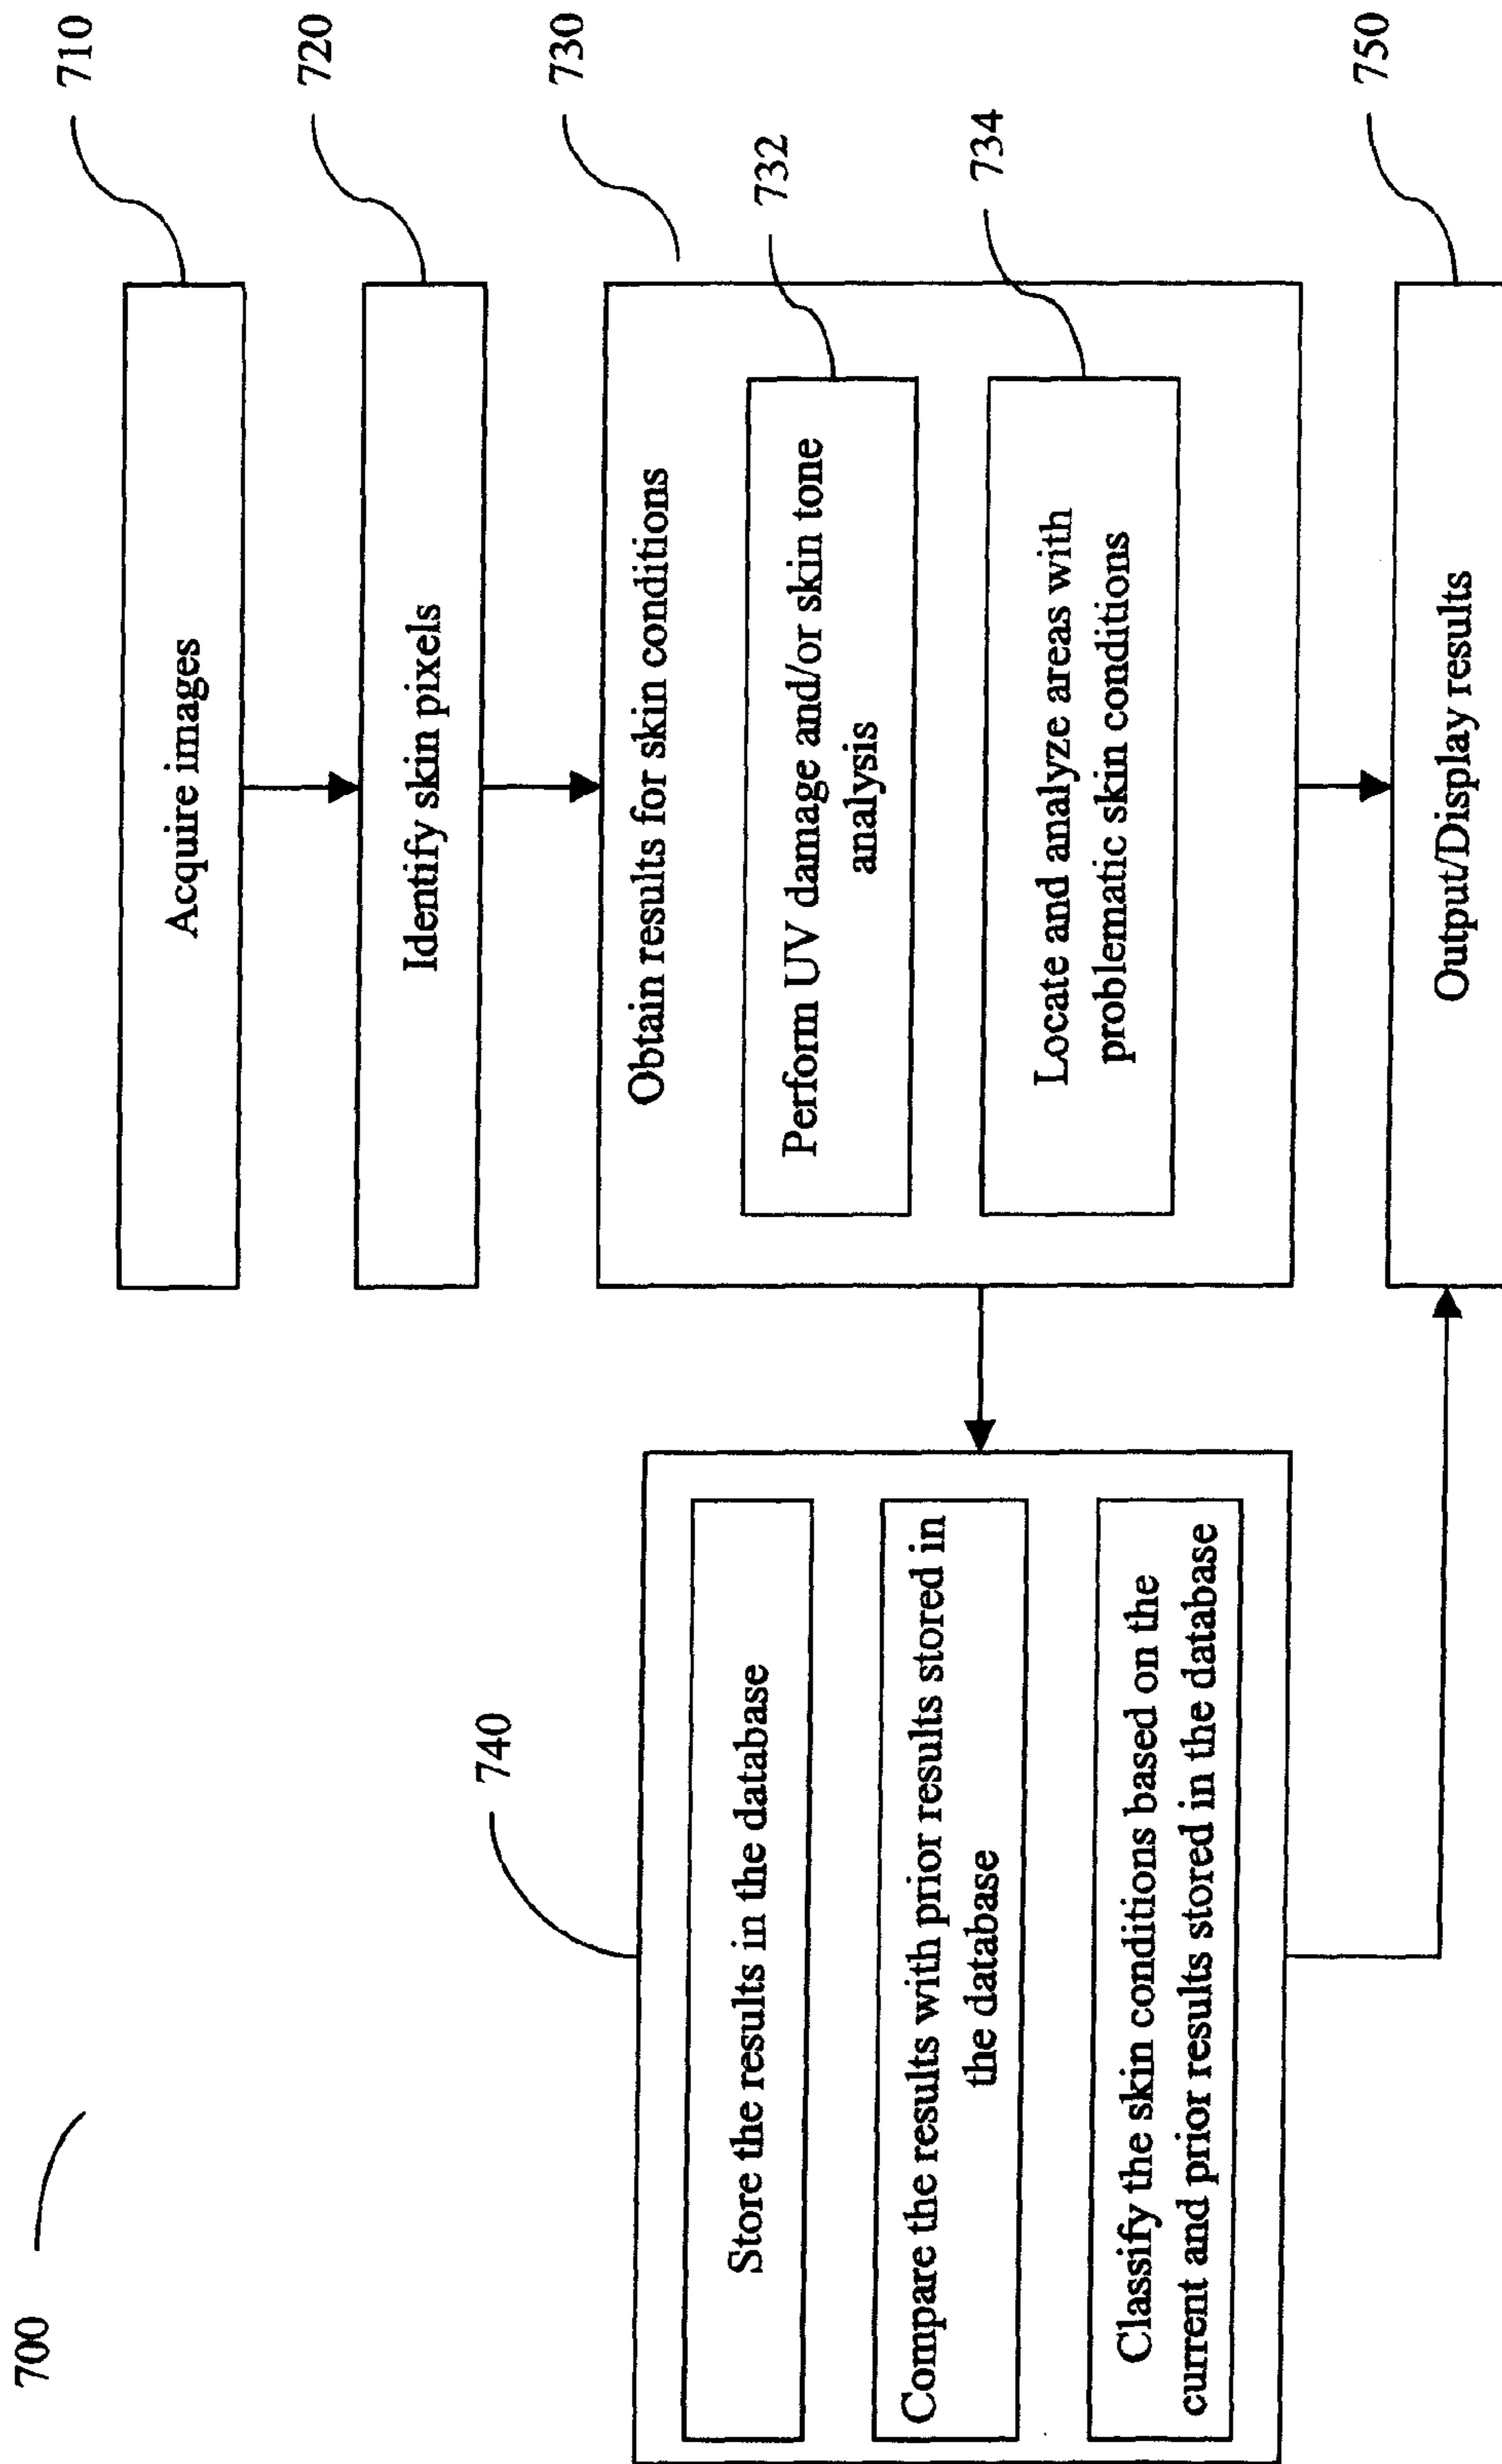 700
710
Acquire images
720
Identify skin pixels
730
Obtain results for skin conditions
732
Perform UV damage and/or skin tone
analysis
734
Locate and analyze areas with
problematic skin conditions
740
Store the results in the database
Compare the results with prior results stored in
the database
Classify the skin conditions based on the
current and prior results stored in the database
750
Output/Display results